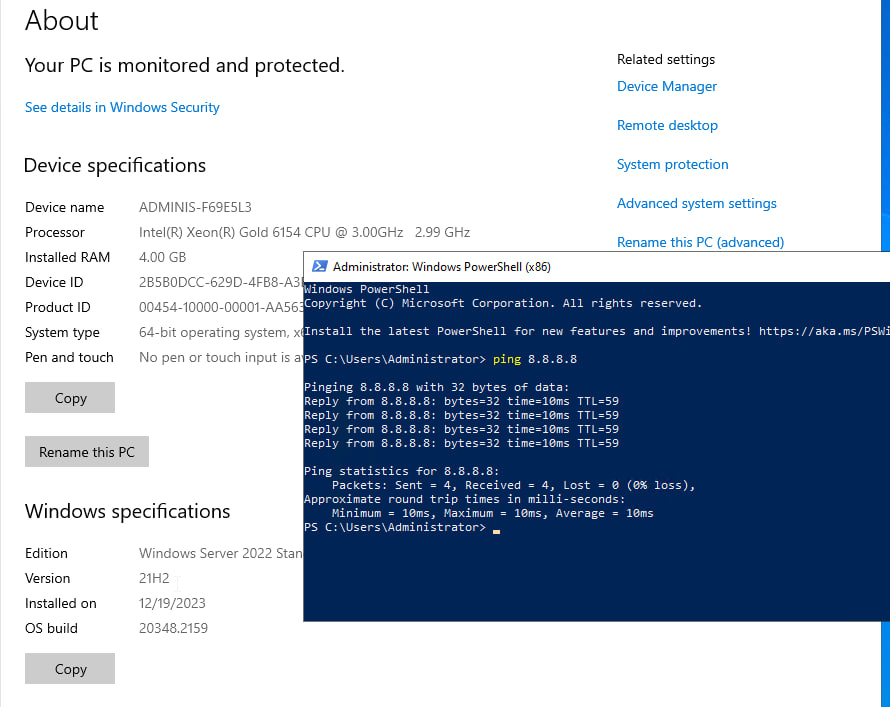 About
Your PC is monitored and protected.
See details in Windows Security
Device specifications
Device name ADMINIS-F69E5L3
Processor Intel(R) Xeon(R) Gold 6154 CPU @ 3.00GHz 2.99 GHz
Installed RAM 4.00 GB
Device ID 2B5B0DCC-629D-4FB8-A3
Product ID 00454-10000-00001-AA563
System type 64-bit operating system,
Pen and touch No pen or touch input is
Copy
Rename this PC
Windows specifications
Edition Windows Server 2022 Stan
Version 21H2
Installed on 12/19/2023
OS build 20348.2159
Copy
Related settings
Device Manager
Remote desktop
System protection
Advanced system settings
Rename this PC (advanced)
Administrator: Windows PowerShell (x86)
Windows PowerShell
Copyright (C) Microsoft Corporation. All rights reserved.
Install the latest PowerShell for new features and improvements! https://aka.ms/PSWi
PS C:\Users\Administrator> ping 8.8.8.8
Pinging 8.8.8.8 with 32 bytes of data:
Reply from 8.8.8.8: bytes=32 time=10ms TTL=59
Reply from 8.8.8.8: bytes=32 time=10ms TTL=59
Reply from 8.8.8.8: bytes=32 time=10ms TTL=59
Reply from 8.8.8.8: bytes=32 time=10ms TTL=59
Ping statistics for 8.8.8.8:
Packets: Sent = 4, Received = 4, Lost = 0 (0% loss),
Approximate round trip times in milli-seconds:
Minimum = 10ms, Maximum = 10ms, Average = 10ms
PS C:\Users\Administrator>